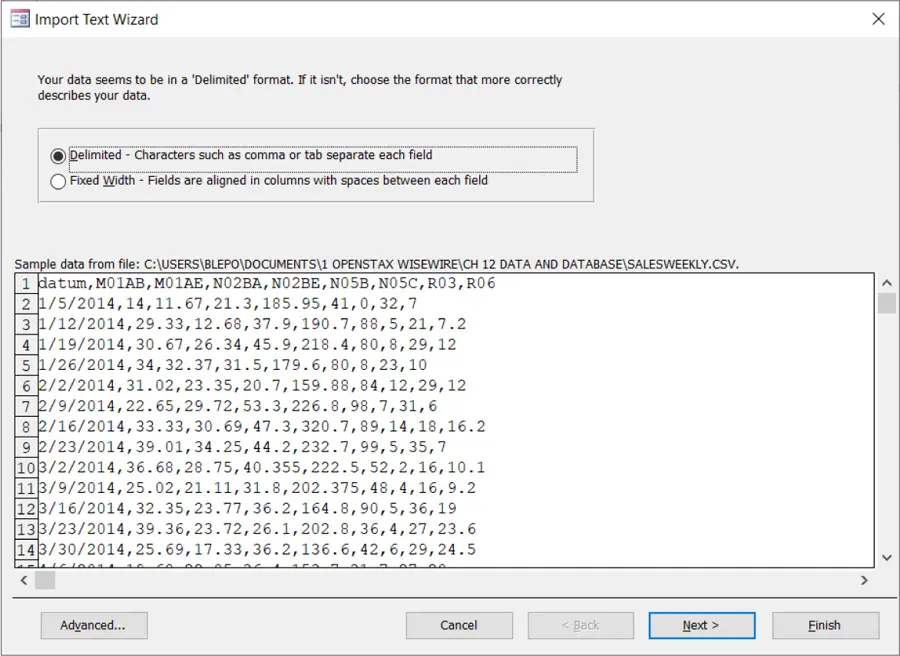 Import Text Wizard
Your data seems to be in a 'Delimited' format. If it isn't, choose the format that more correctly
describes your data.
Delimited - Characters such as comma or tab separate each field
Fixed Width - Fields are aligned in columns with spaces between each field
Sample data from file: C:\USERS\BLEPO\DOCUMENTS\1 OPENSTAX WISEWIRE\CH 12 DATA AND DATABASE\SALESWEEKLY.CSV.
1 datum,M01AB,M01AE,N02BA,N02BE,N05B,N05C,R03,R06
2 1/5/2014,14,11.67,21.3,185.95,41,0,32,7
3 1/12/2014,29.33,12.68,37.9,190.7,88,5,21,7.2
4 1/19/2014,30.67,26.34,45.9,218.4,80,8,29,12
5 1/26/2014,34,32.37,31.5,179.6,80,8,23,10
6 2/2/2014,31.02,23.35,20.7,159.88,84,12,29,12
7 2/9/2014,22.65,29.72,53.3,226.8,98,7,31,6
8 2/16/2014,33.33,30.69,47.3,320.7,89,14,18,16.2
9 2/23/2014,39.01,34.25,44.2,232.7,99,5,35,7
10 3/2/2014,36.68,28.75,40.355,222.5,52,2,16,10.1
11 3/9/2014,25.02,21.11,31.8,202.375,48,4,16,9.2
12 3/16/2014,32.35,23.77,36.2,164.8,90,5,36,19
13 3/23/2014,39.36,23.72,26.1,202.8,36,4,27,23.6
14 3/30/2014,25.69,17.33,36.2,136.6,42,6,29,24.5
Advanced... Cancel < Back Next > Finish